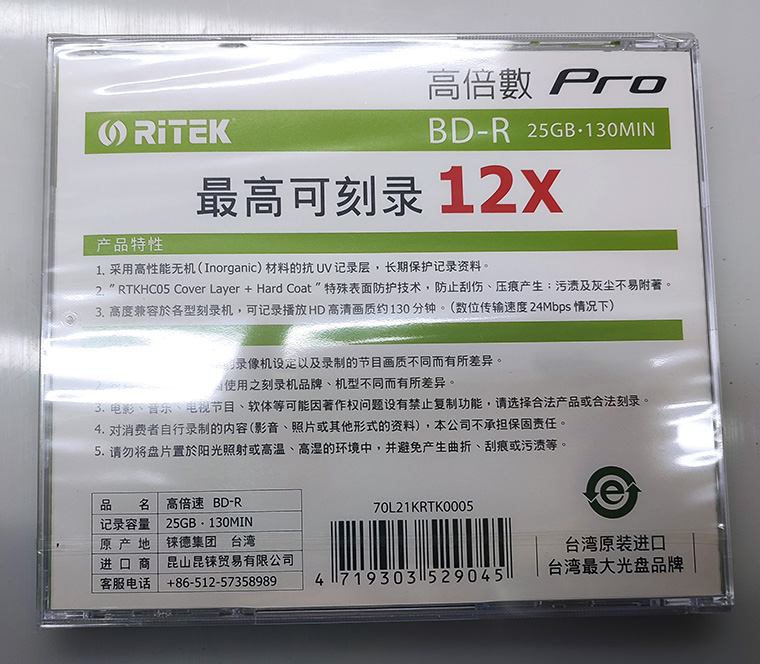 高倍數 Pro
RiTEK BD-R 25GB·130MIN
最高可刻录 12X
产品特性
1. 采用高性能无机(Inorganic)材料的抗UV记录层，长期保护记录资料。
2. "RTKHC05 Cover Layer + Hard Coat"特殊表面防护技术，防止刮伤、压痕产生；污渍及灰尘不易附著。
3. 高度兼容於各型刻录机，可记录播放HD高清画质约130分钟。(数位传输速度24Mbps情况下)
录像机设定以及录制的节目画质不同而有所差异。
2.
使用之刻录机品牌、机型不同而有所差异。
3. 电影、音乐、电视节目、软体等可能因著作权问题设有禁止复制功能，请选择合法产品或合法刻录。
4. 对消费者自行录制的内容(影音、照片或其他形式的资料)，本公司不承担保固责任。
5. 请勿将盘片置於阳光照射或高温、高湿的环境中，并避免产生曲折、刮痕或污渍等。
品 名 高倍速 BD-R
记录容量 25GB·130MIN
原 产 地 铼德集团 台湾
进 口 商 昆山昆铼贸易有限公司
客服电话 +86-512-57358989
70L21KRTK0005
4 719303 529045
e
台湾原装进口
台湾最大光盘品牌